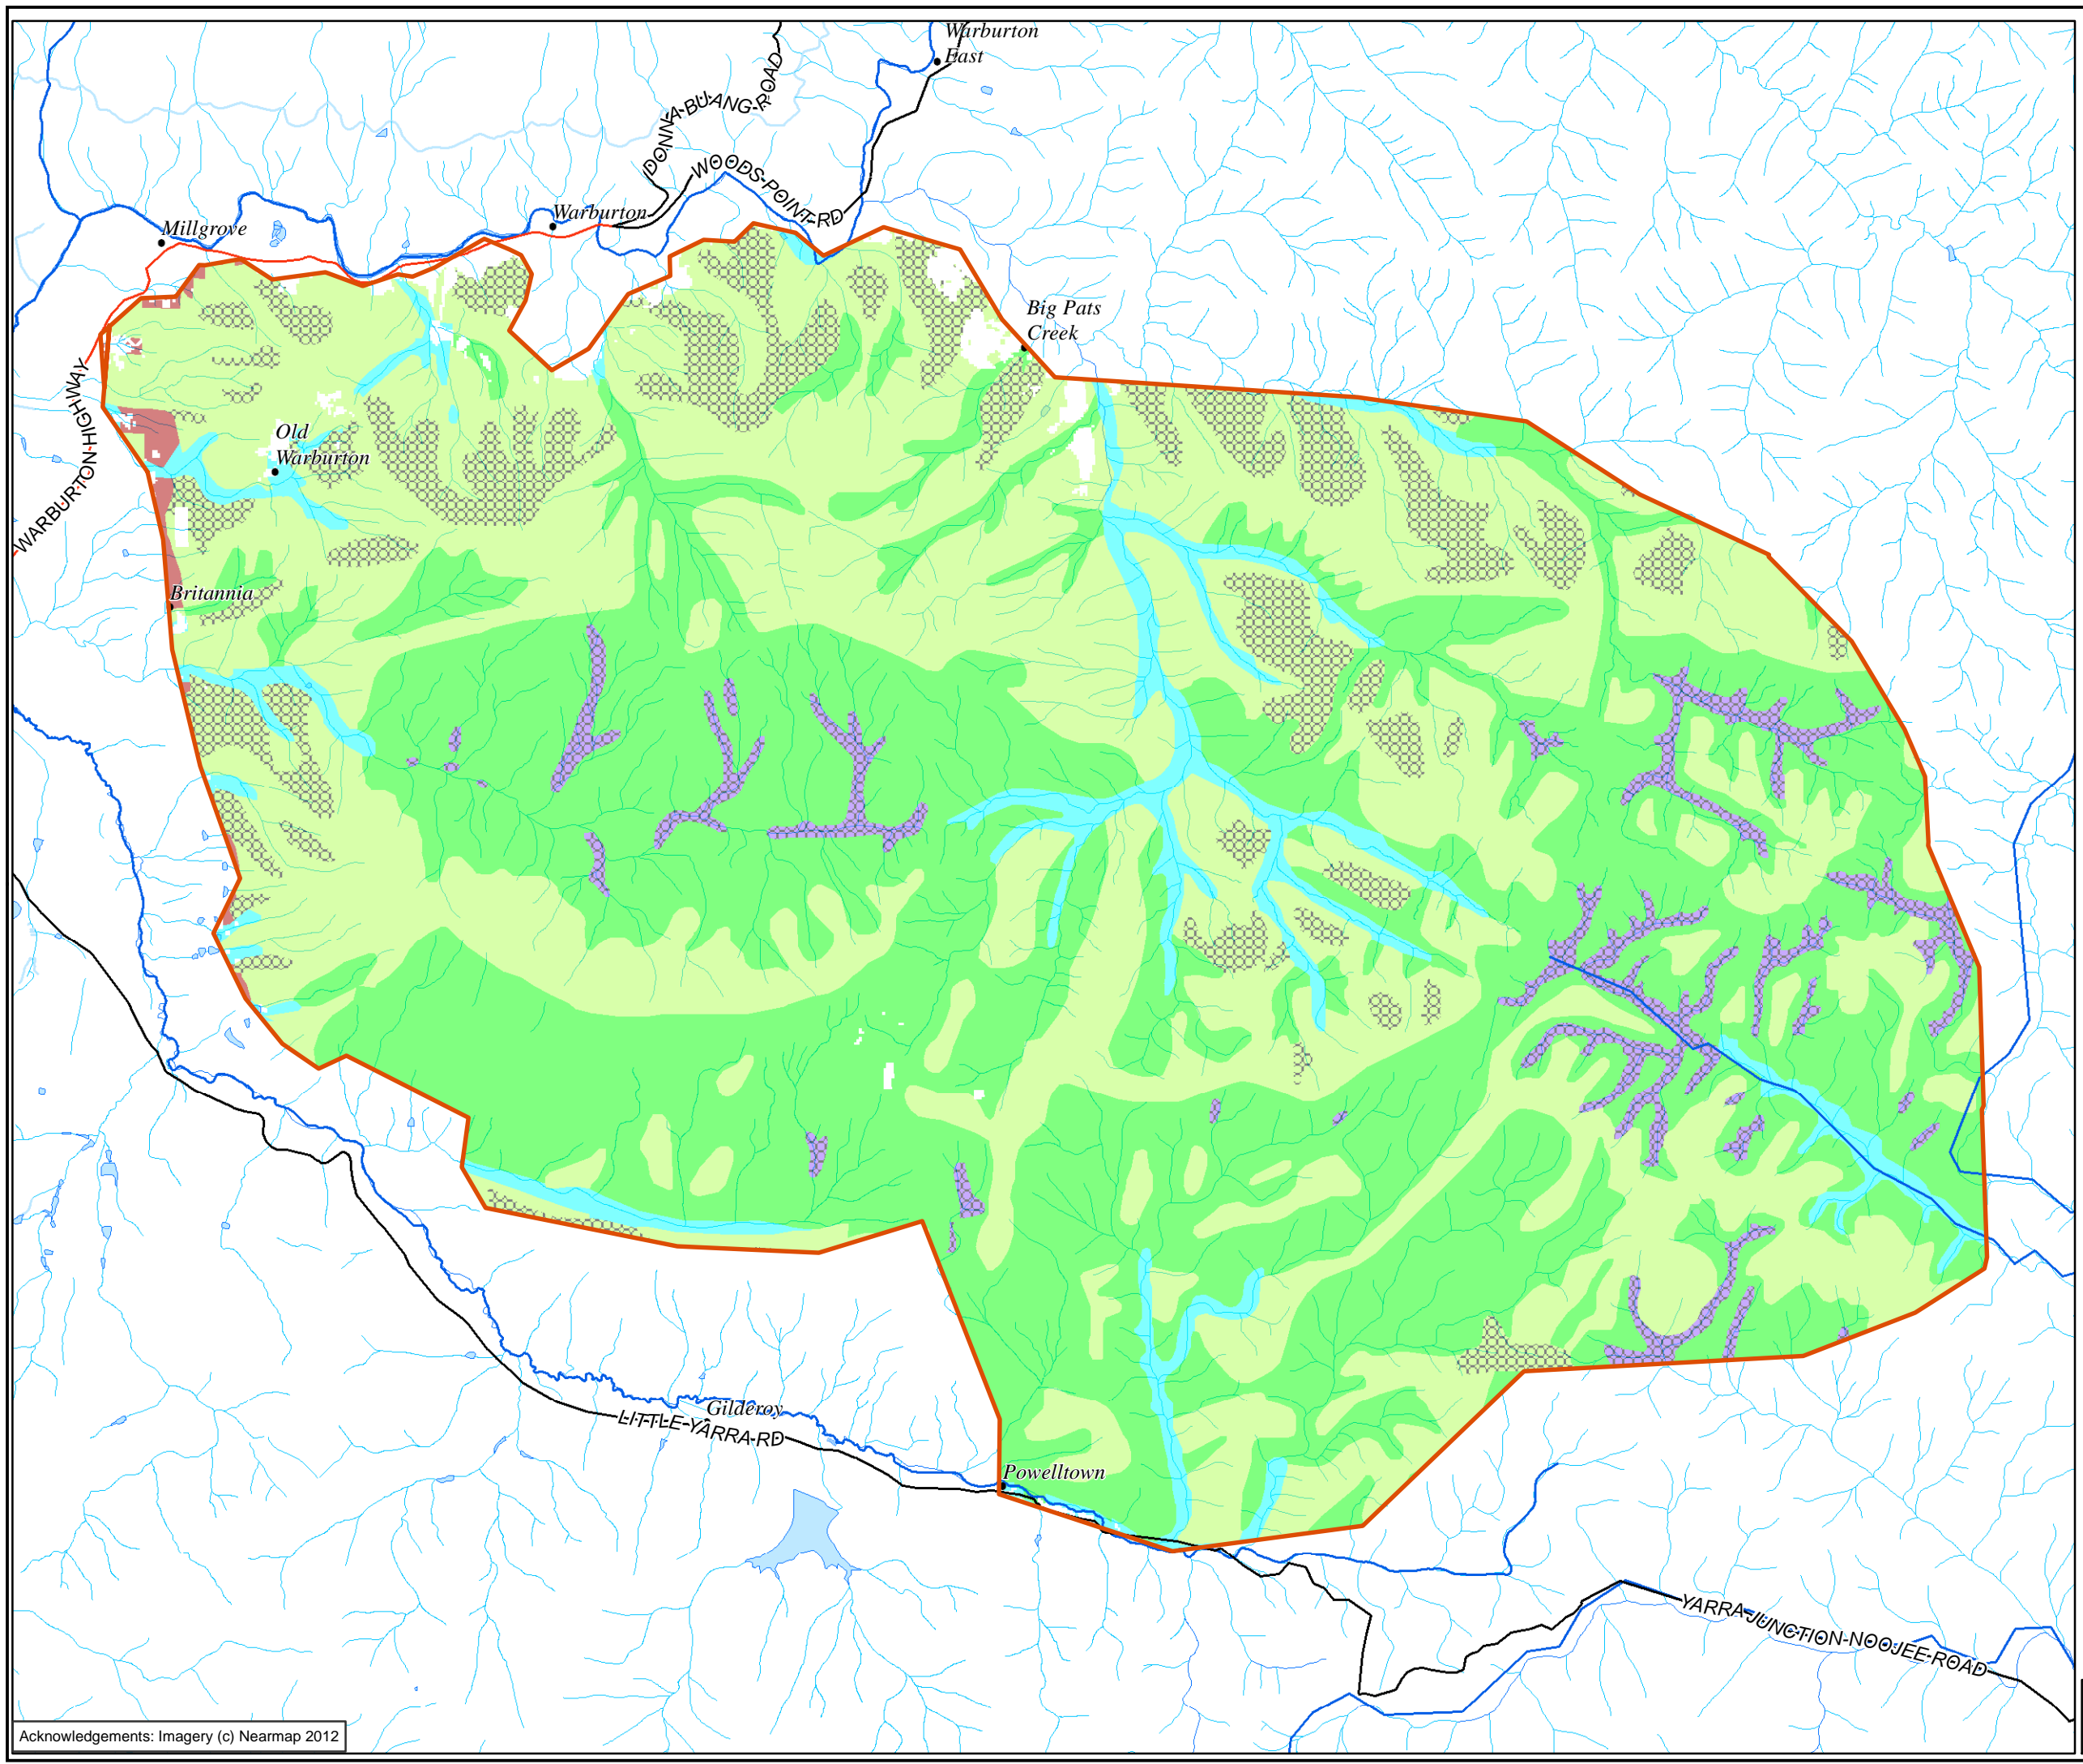 Warburton
East
DONNA-BUANG-ROAD
WOODS-POINT-RD
Warburton
Millgrove
Big Pats
Creek
WARBURTON-HIGHWAY
Old
Warburton
Britannia
Gilderoy
LITTLE-YARRA-RD
Powelltown
YARRA-JUNCTION-NOOJEE-ROAD
Acknowledgements: Imagery (c) Nearmap 2012